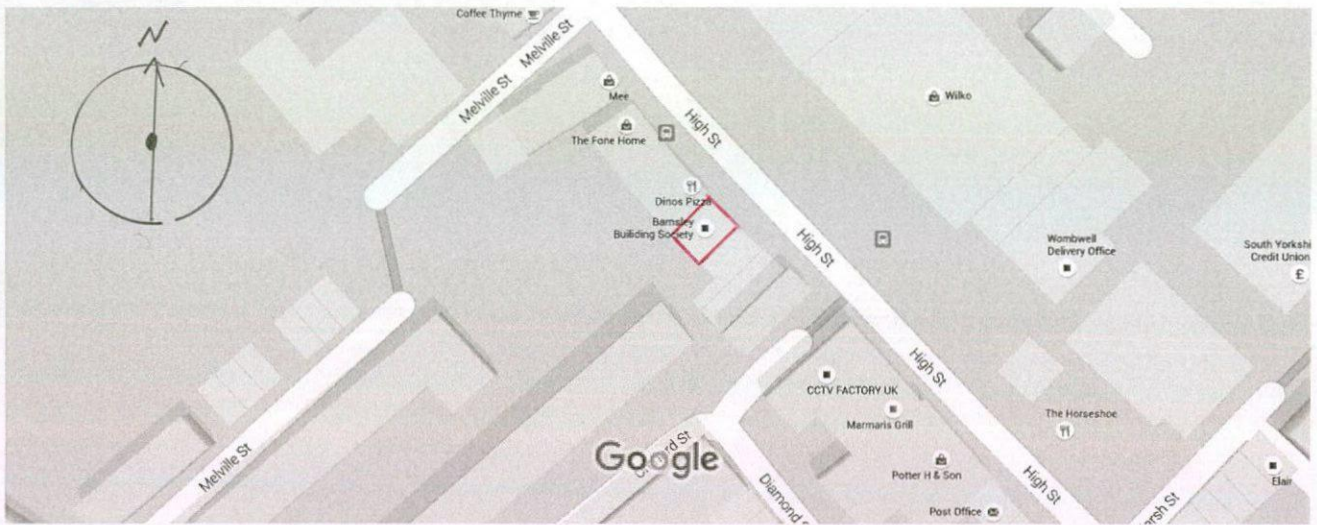 N
Coffee Thyme
Melville St
Melville St
Mee
The Fone Home
High St
Wilko
Dinos Pizza
Barnsley
Builiding Society
High St
Wombwell
Delivery Office
South Yorkshi
Credit Union
£
CCTV FACTORY UK
High St
Marmaris Grill
The Horseshoe
Google
Melville St
Potter H & Son
High St
Elair
Diamond
Post Office